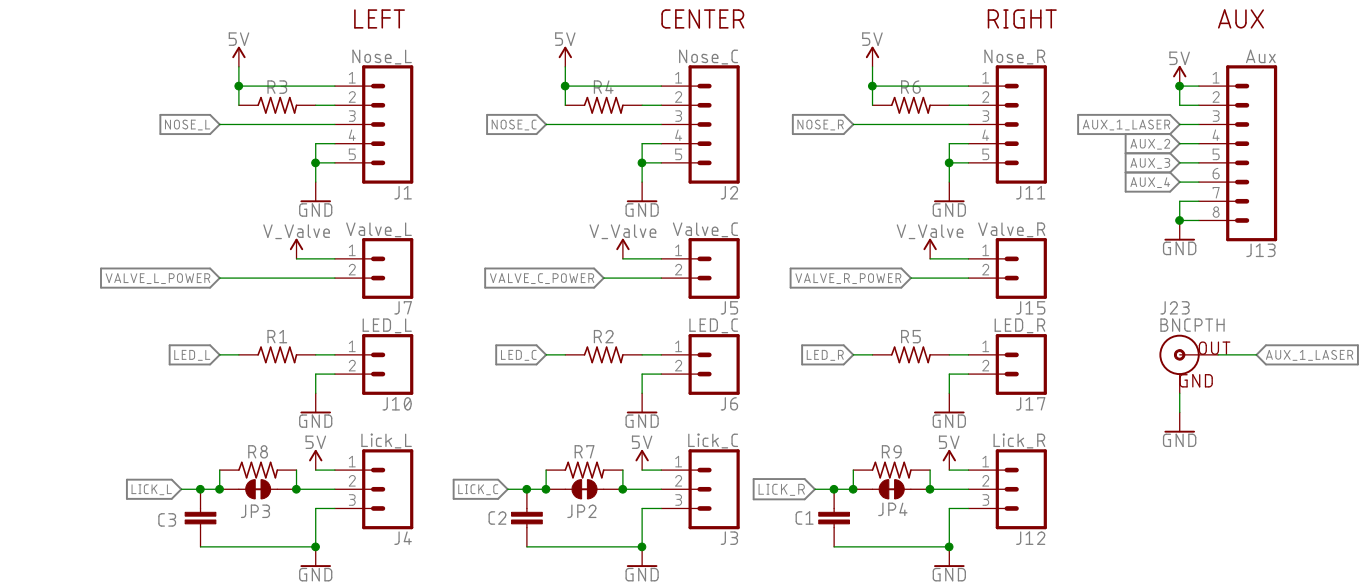 LEFT CENTER RIGHT AUX
5V 5V 5V
Nose_L Nose_C Nose_R 5V Aux
R3 1 R4 1 R6 1 1
2 2 2 2
NOSE_L 3 NOSE_C 3 NOSE_R 3 AUX_1_LASER 3
4 4 4 AUX_2 4
5 5 5 AUX_3 5
AUX_4 6
J1 J2 J11 7
GND GND GND 8
V_Valve Valve_L V_Valve Valve_C V_Valve Valve_R GND J13
1 1 1
VALVE_L_POWER 2 VALVE_C_POWER 2 VALVE_R_POWER 2
J7 J5 J15 J23
LED_L LED_C LED_R BNCPTH
R1 R2 R5
LED_L 1 LED_C 1 LED_R 1 OUT AUX_1_LASER
2 2 2 GND
J10 J6 J17
GND GND GND
5V Lick_L 5V Lick_C 5V Lick_R GND
R8 1 R7 1 R9 1
LICK_L 2 LICK_C 2 LICK_R 2
JP3 3 JP2 3 JP4 3
C3 C2 C1
J4 J3 J12
GND GND GND